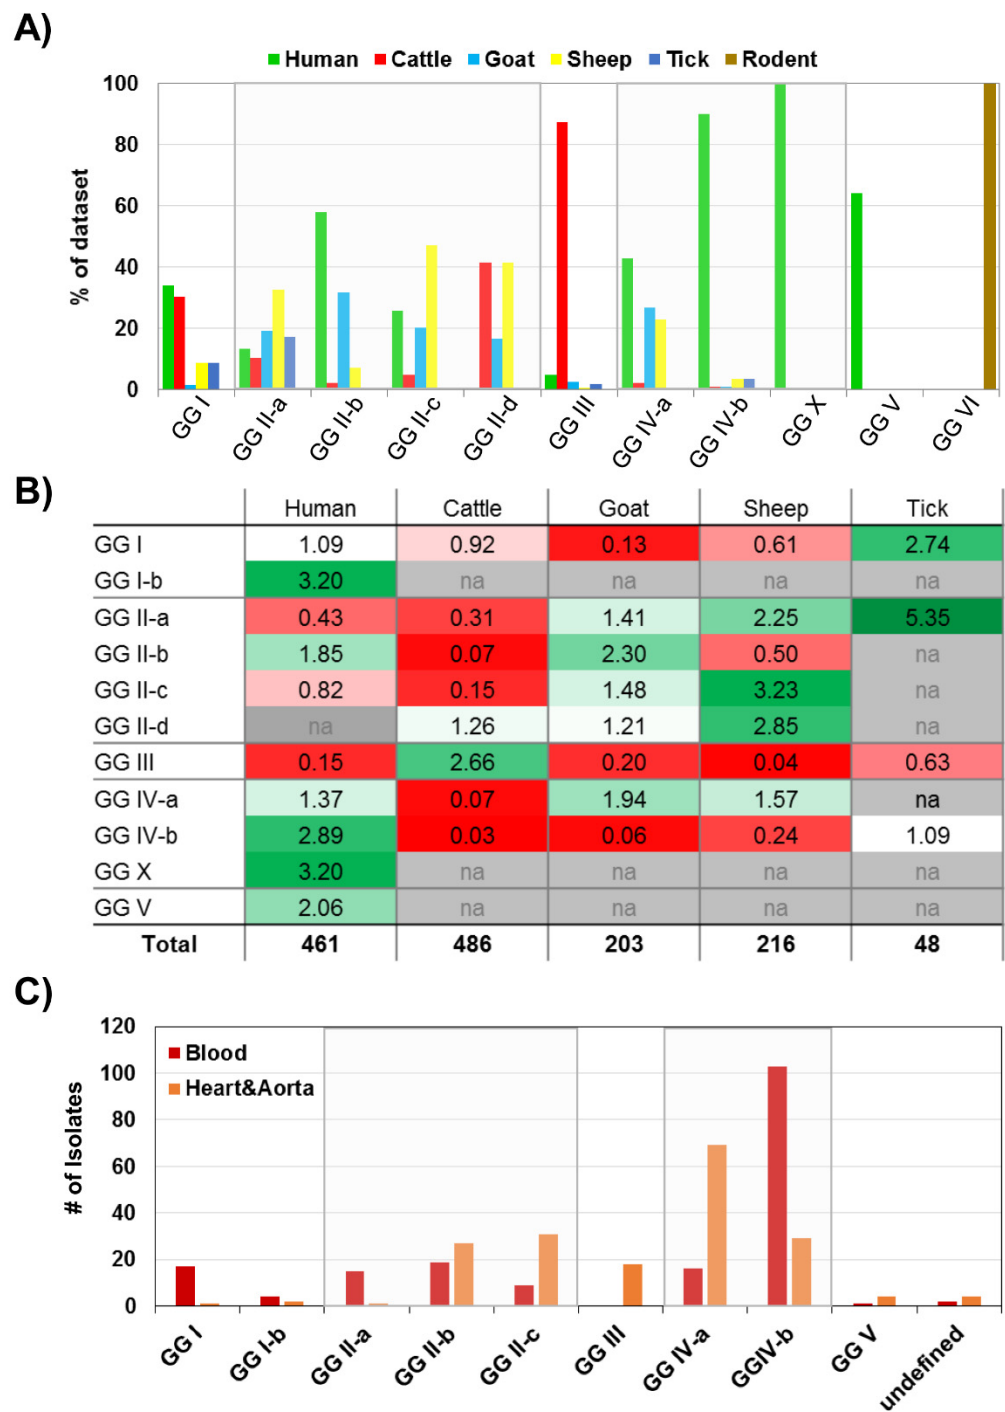 A)
Human Cattle Goat Sheep Tick Rodent
100
80
60
40
20
0
% of dataset
GG I GG II-a GG II-b GG II-c GG II-d GG III GG IV-a GG IV-b GG X GG V GG VI
B)
Human Cattle Goat Sheep Tick
GG I 1.09 0.92 0.13 0.61 2.74
GG I-b 3.20 na na na na
GG II-a 0.43 0.31 1.41 2.25 5.35
GG II-b 1.85 0.07 2.30 0.50 na
GG II-c 0.82 0.15 1.48 3.23 na
GG II-d na 1.26 1.21 2.85 na
GG III 0.15 2.66 0.20 0.04 0.63
GG IV-a 1.37 0.07 1.94 1.57 na
GG IV-b 2.89 0.03 0.06 0.24 1.09
GG X 3.20 na na na na
GG V 2.06 na na na na
Total 461 486 203 216 48
C)
120
100
80
60
40
20
0
# of Isolates
Blood
Heart&Aorta
GG I GG I-b GG II-a GG II-b GG II-c GG III GG IV-a GGIV-b GG V undefined